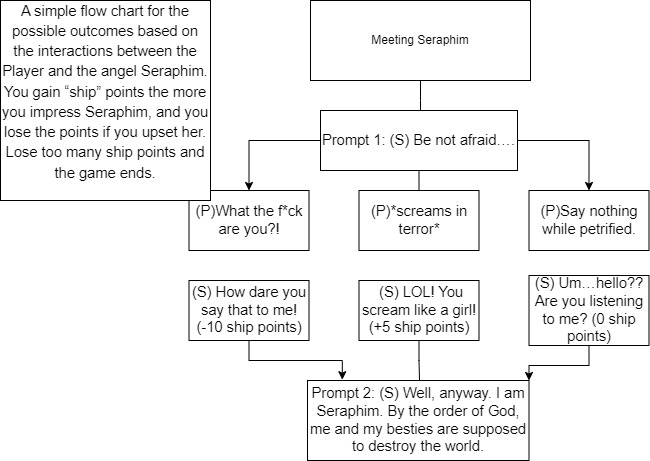 A simple flow chart for the
possible outcomes based on
the interactions between the
Player and the angel Seraphim.
You gain “ship” points the more
you impress Seraphim, and you
lose the points if you upset her.
Lose too many ship points and
the game ends.
Meeting Seraphim
Prompt 1: (S) Be not afraid....
(P)What the f*ck
are you?!
(P)*screams in
terror*
(P)Say nothing
while petrified.
(S) How dare you
say that to me!
(-10 ship points)
(S) LOL! You
scream like a girl!
(+5 ship points)
(S) Um...hello??
Are you listening
to me? (0 ship
points)
Prompt 2: (S) Well, anyway. I am
Seraphim. By the order of God,
me and my besties are supposed
to destroy the world.